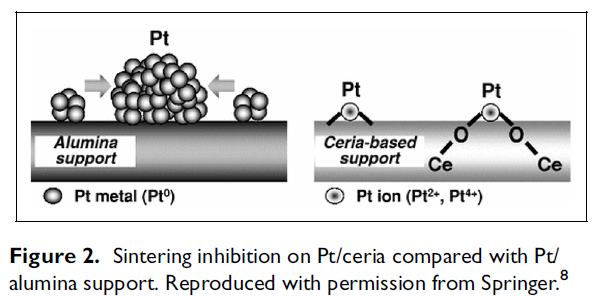 Pt
Alumina
support
Pt metal (Pt⁰)
Pt
Pt
O
O
Ceria-based
support
Ce
Ce
Pt ion (Pt²⁺, Pt⁴⁺)
Figure 2. Sintering inhibition on Pt/ceria compared with Pt/
alumina support. Reproduced with permission from Springer.⁸